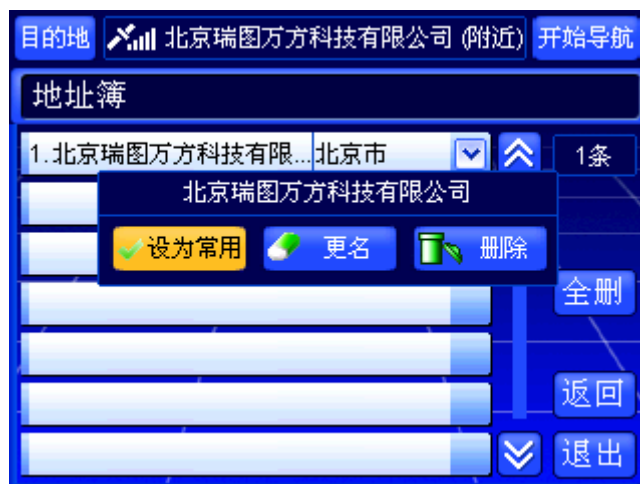 目的地 北京瑞图万方科技有限公司 (附近) 开始导航
地址簿
1.北京瑞图万方科技有限... 北京市 1条
北京瑞图万方科技有限公司
设为常用 更名 删除
全删
返回
退出